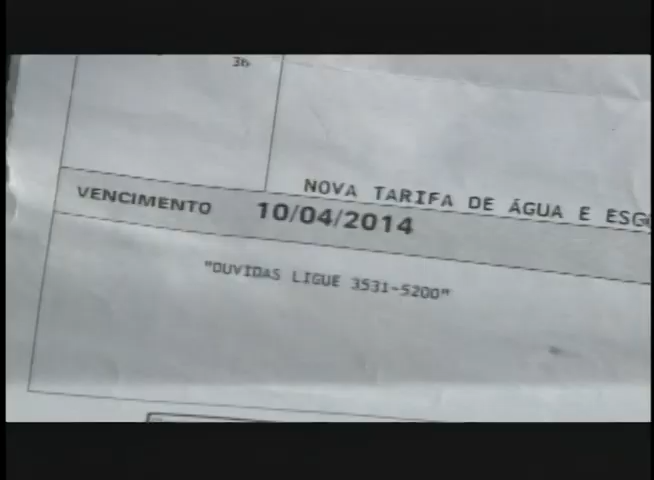 36
NOVA TARIFA DE ÁGUA E ESG
VENCIMENTO 10/04/2014
"DUVIDAS LIGUE 3531-5200"